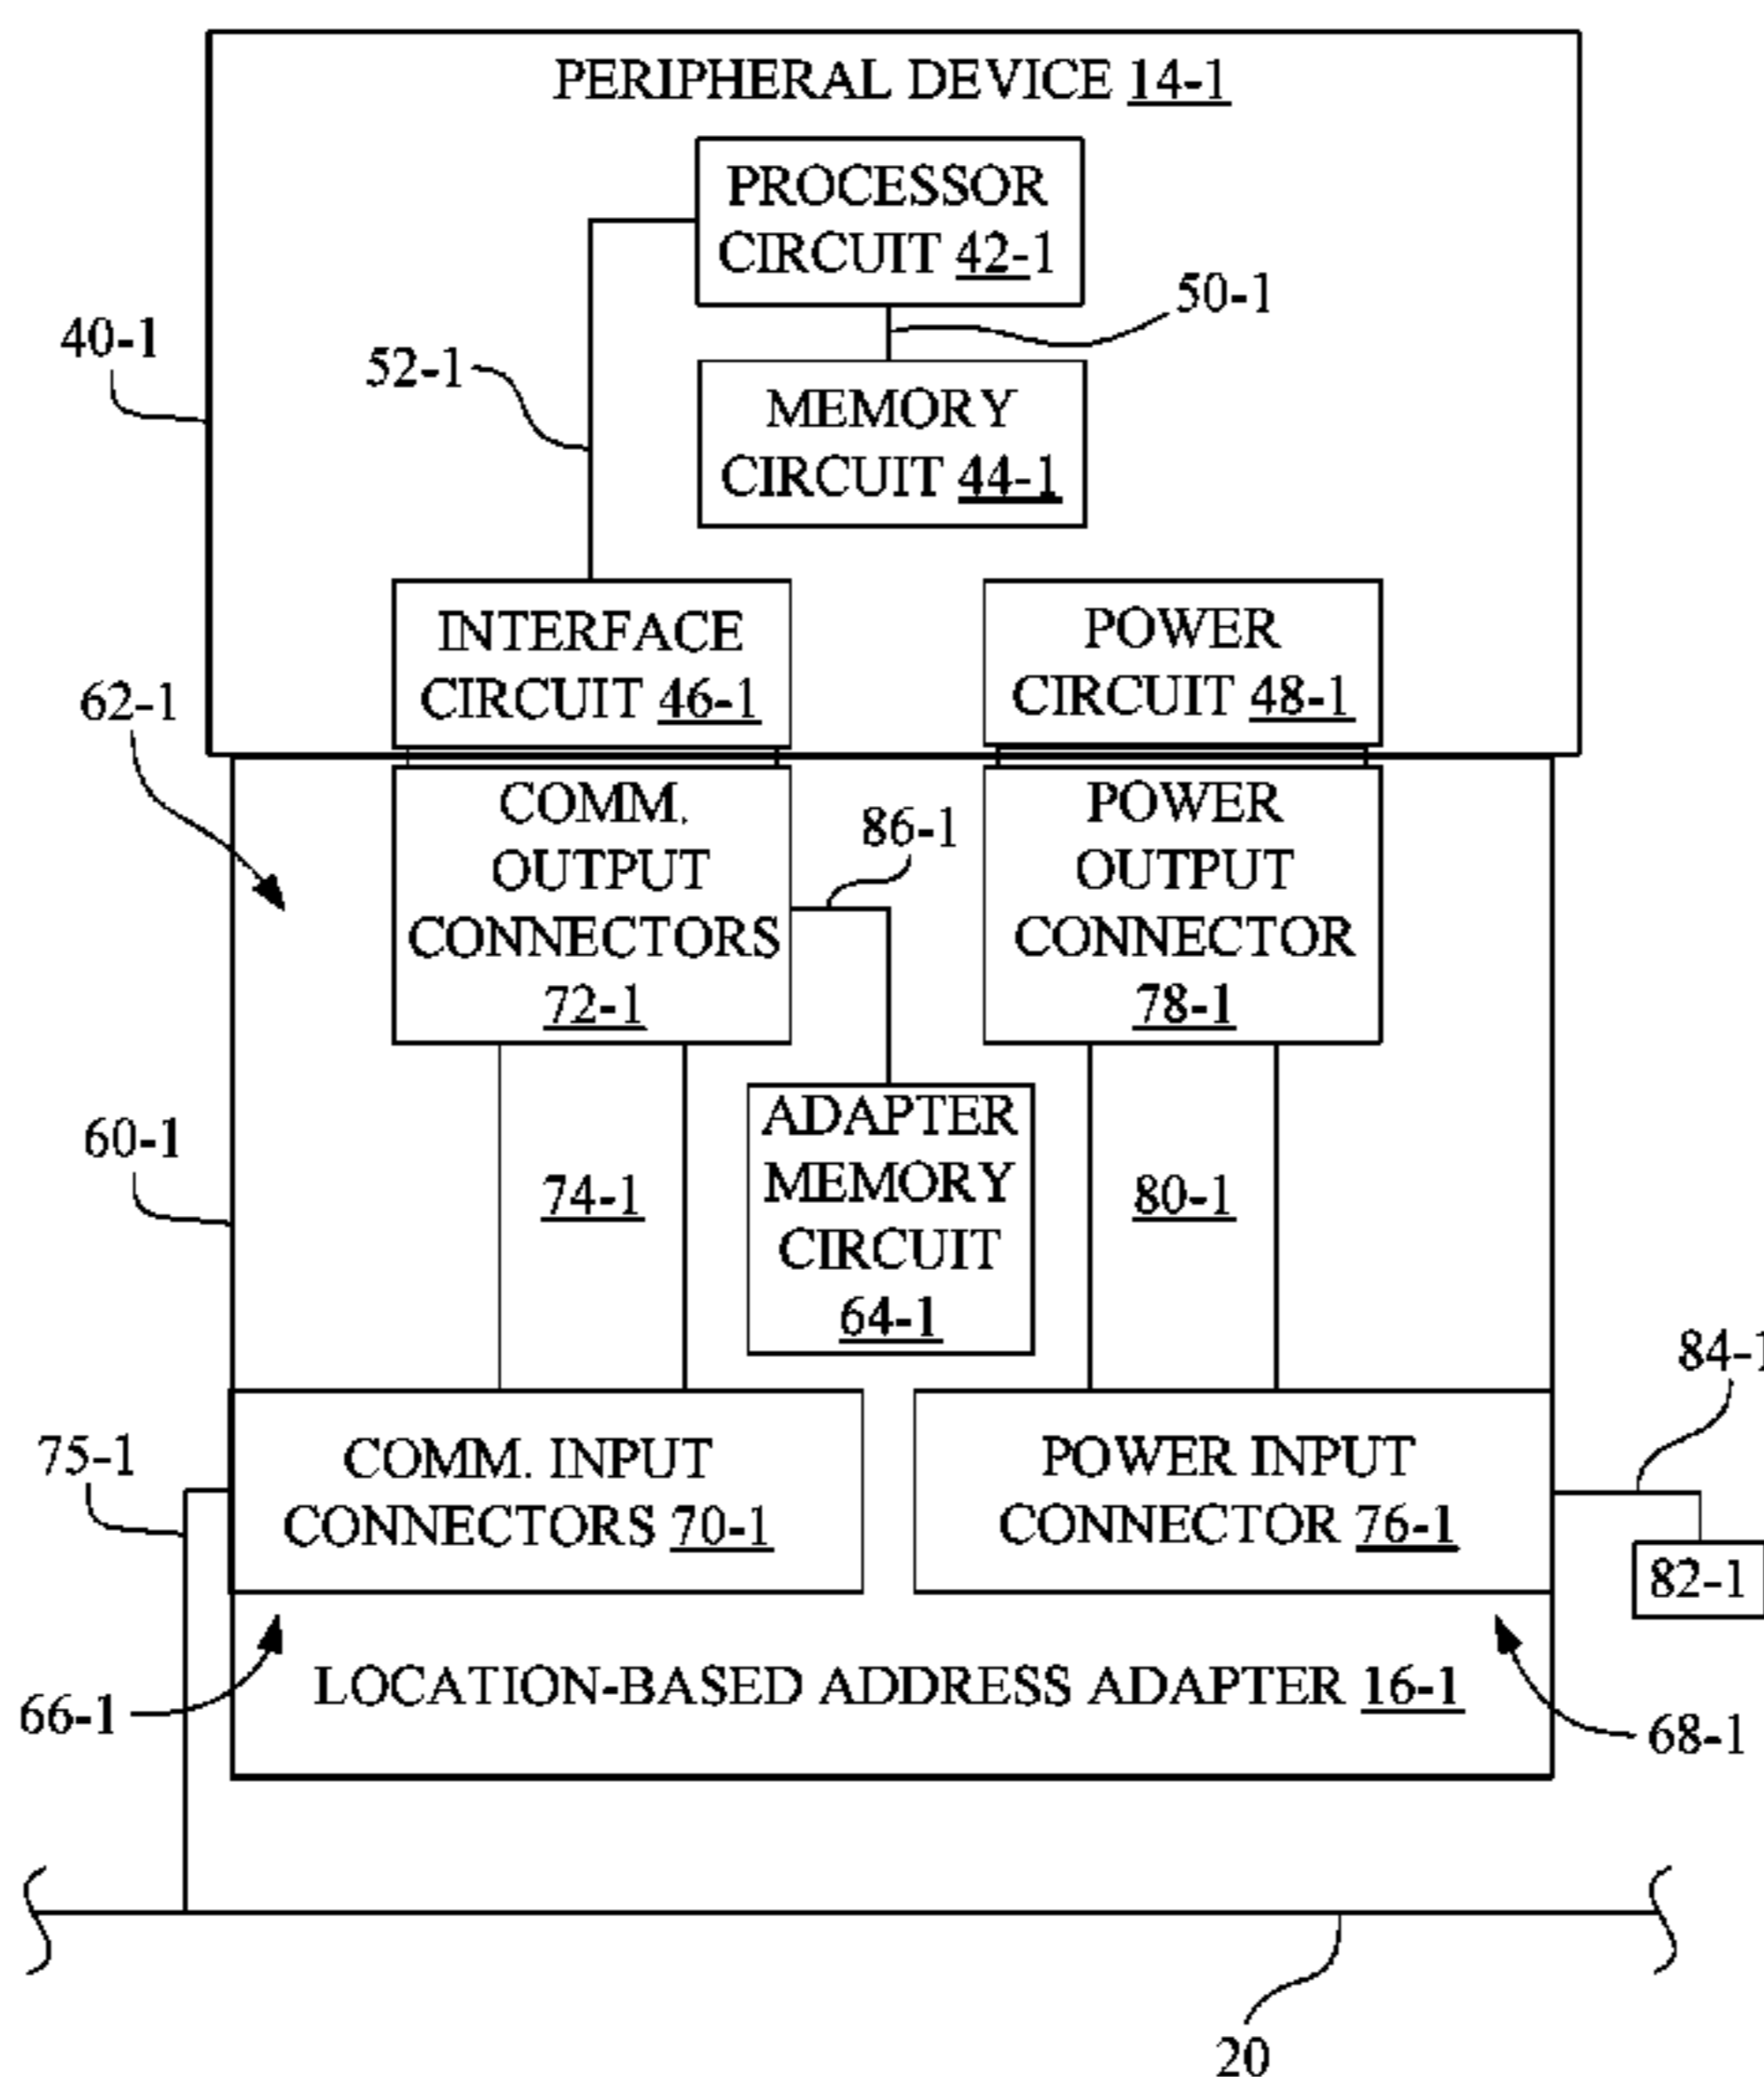 PERIPHERAL DEVICE 14-1
PROCESSOR
CIRCUIT 42-1
50-1
40-1
52-1
MEMORY
CIRCUIT 44-1
INTERFACE
CIRCUIT 46-1
POWER
CIRCUIT 48-1
62-1
COMM.
OUTPUT
CONNECTORS
72-1
86-1
POWER
OUTPUT
CONNECTOR
78-1
60-1
74-1
ADAPTER
MEMORY
CIRCUIT
64-1
80-1
84-1
75-1
COMM. INPUT
CONNECTORS 70-1
POWER INPUT
CONNECTOR 76-1
82-1
66-1
LOCATION-BASED ADDRESS ADAPTER 16-1
68-1
20